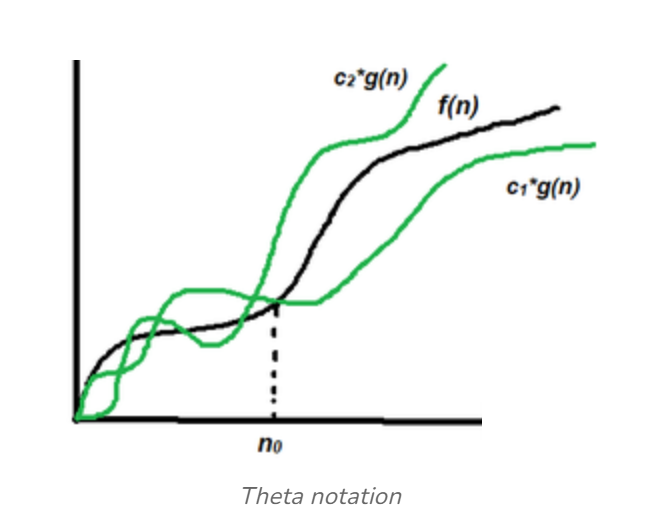 c₂*g(n)
f(n)
c₁*g(n)
n₀
Theta notation